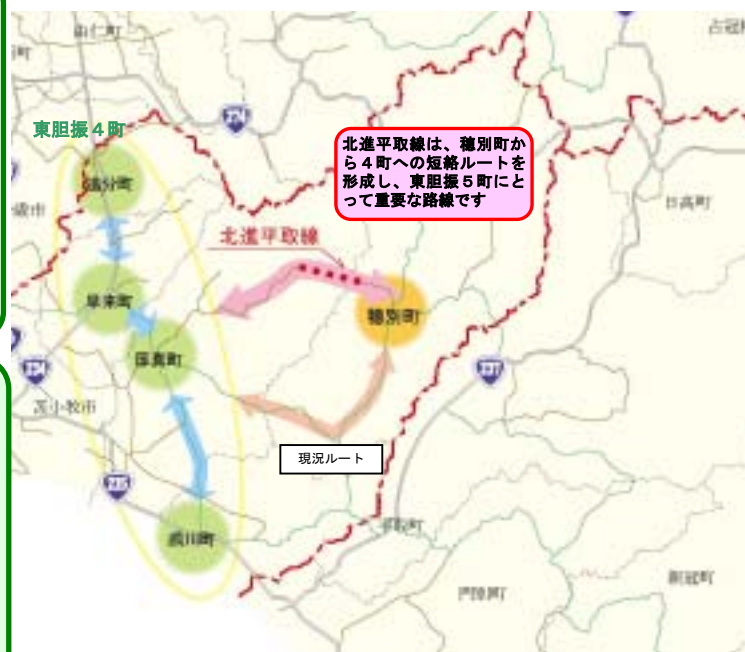 由仁町
占冠村
274
東胆振4町
追分町
北進平取線は、穂別町か
ら4町への短絡ルートを
形成し、東胆振5町にと
って重要な路線です
日高町
北進平取線
早来町
穂別町
厚真町
234
237
苫小牧市
現況ルート
235
鵡川町
平取町
門別町
新冠町